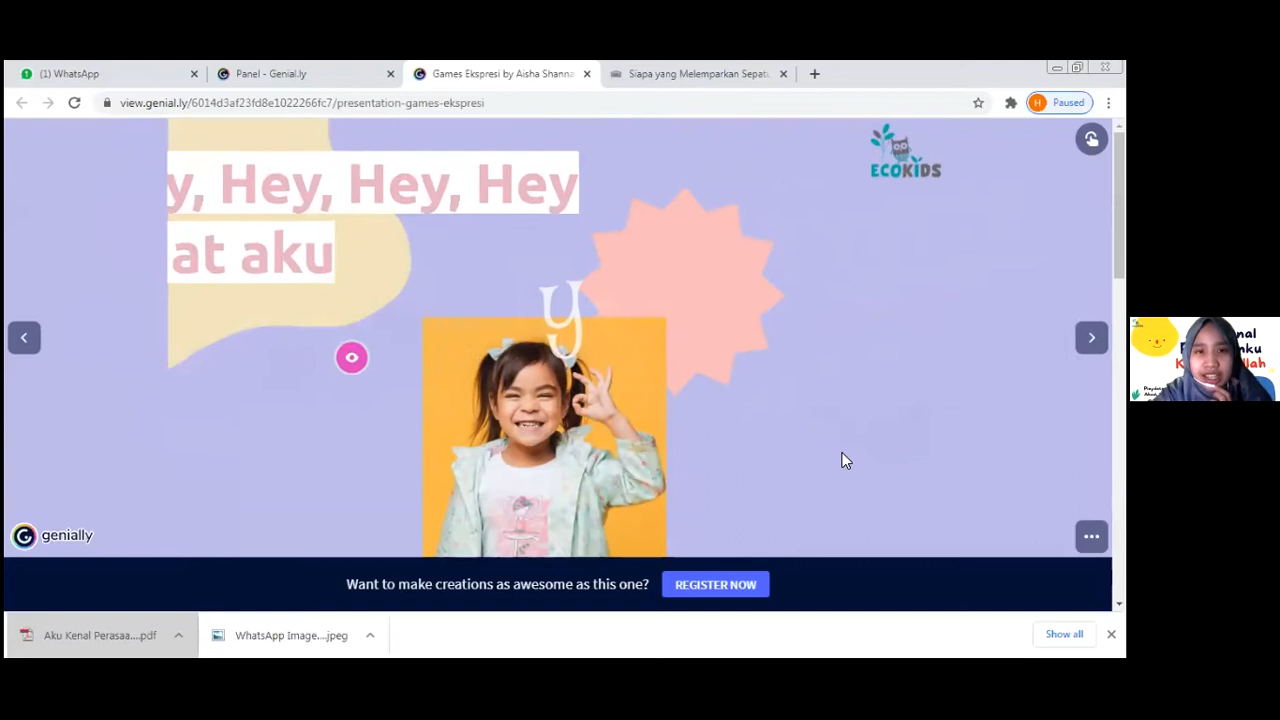 (1) WhatsApp
Panel - Genial.ly
Games Ekspresi by Aisha Shanna
Siapa yang Melemparkan Sepatu
view.genial.ly/6014d3af23fd8e1022266fc7/presentation-games-ekspresi
H Paused
y, Hey, Hey, Hey
at aku
y
ECOKIDS
genially
Want to make creations as awesome as this one?
REGISTER NOW
Aku Kenal Perasaa....pdf
WhatsApp Image....jpeg
Show all